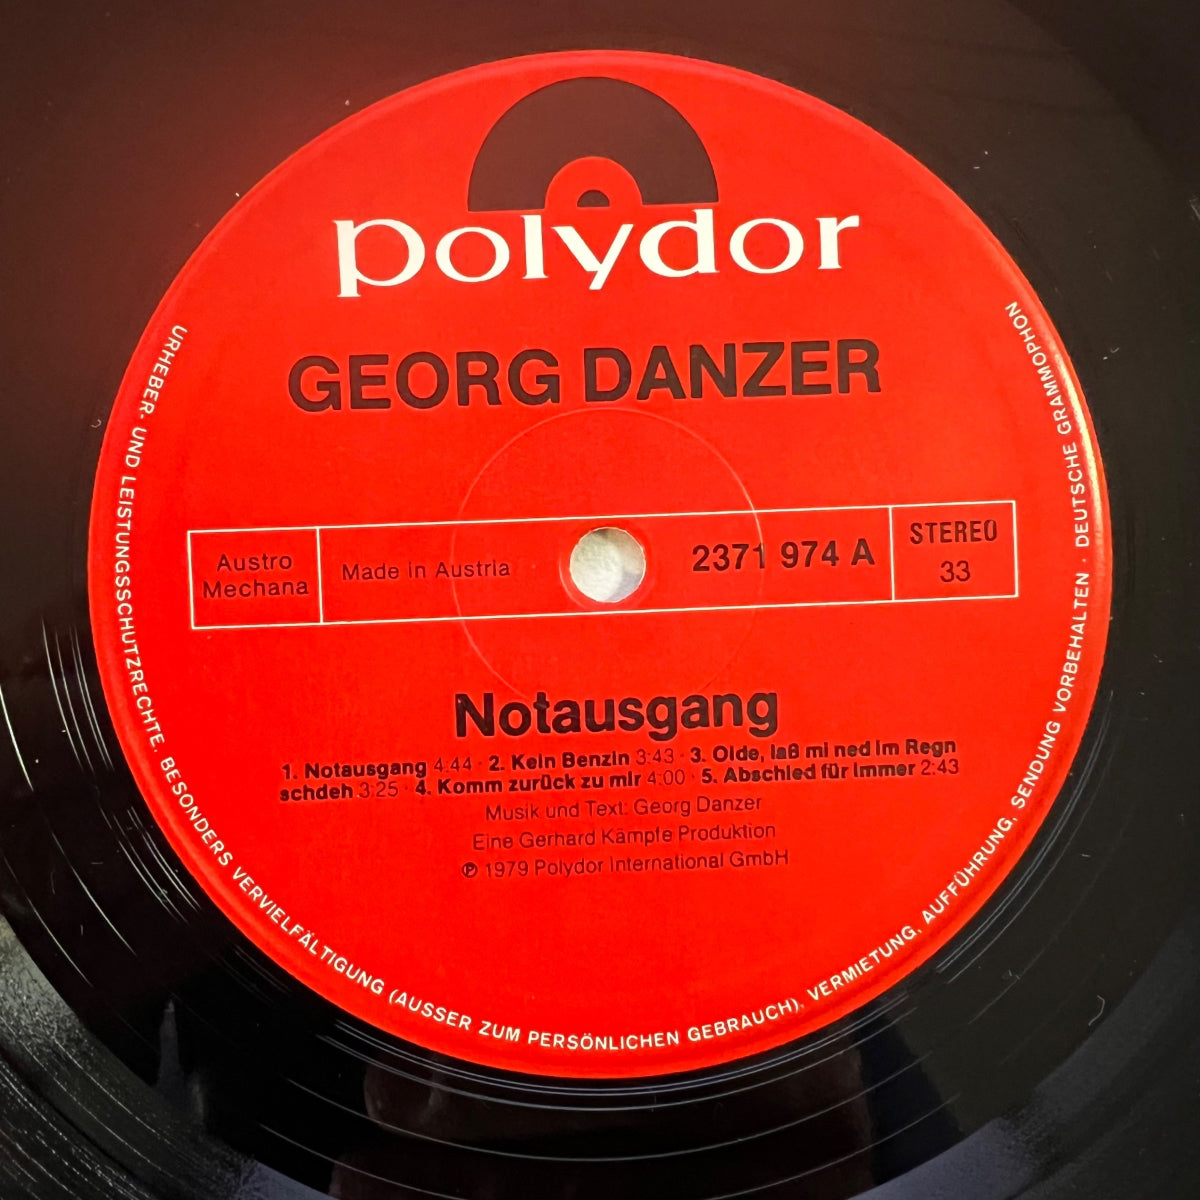 polydor
GEORG DANZER
Austro
Mechana
Made in Austria
2371 974 A
STEREO
33
Notausgang
1. Notausgang 4:44 · 2. Kein Benzin 3:43 · 3. Olde, laß mi ned im Regn
schdeh 3:25 · 4. Komm zurück zu mir 4:00 · 5. Abschied für immer 2:43
Musik und Text: Georg Danzer
Eine Gerhard Kämpfe Produktion
℗ 1979 Polydor International GmbH
URHEBER- UND LEISTUNGSSCHUTZRECHTE, BESONDERS VERVIELFÄLTIGUNG (AUSSER ZUM PERSÖNLICHEN GEBRAUCH), VERMIETUNG, AUFFÜHRUNG, SENDUNG VORBEHALTEN · DEUTSCHE GRAMMOPHON